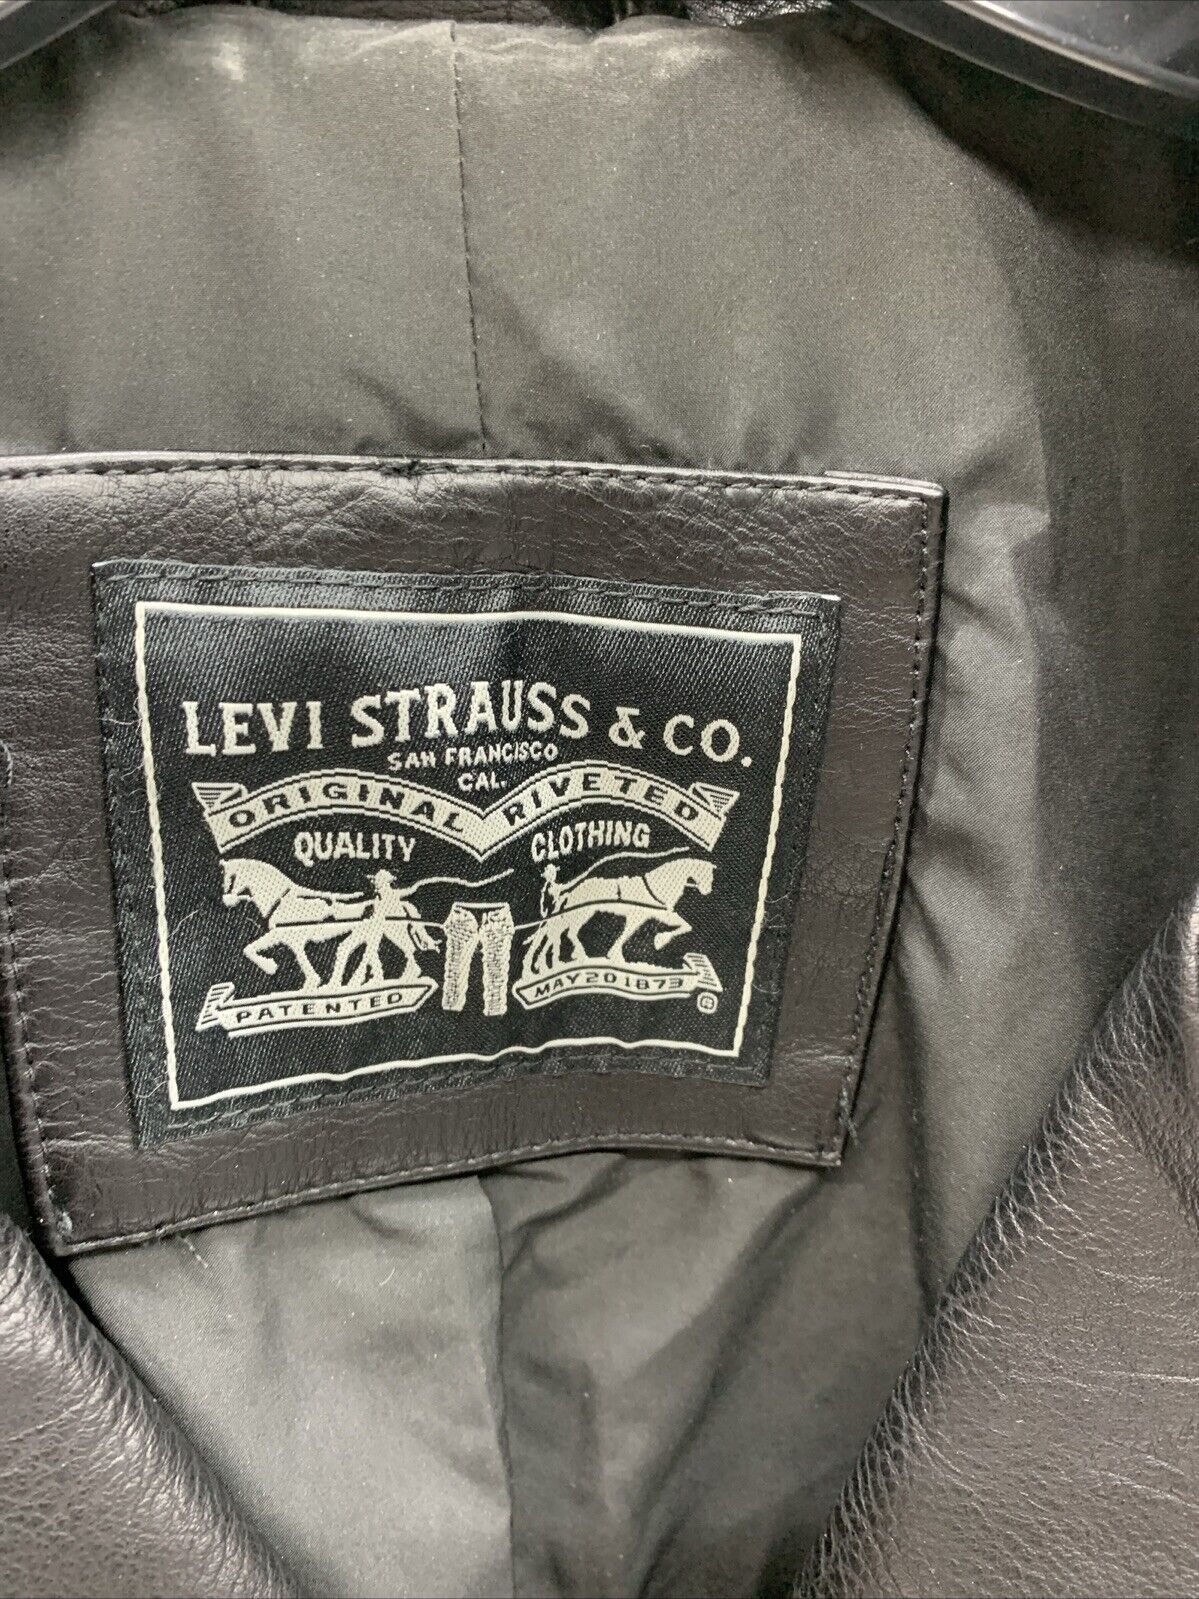 LEVI STRAUSS & CO.
SAN FRANCISCO
CAL.
ORIGINAL RIVETED
QUALITY CLOTHING
PATENTED MAY 20 1873 ®